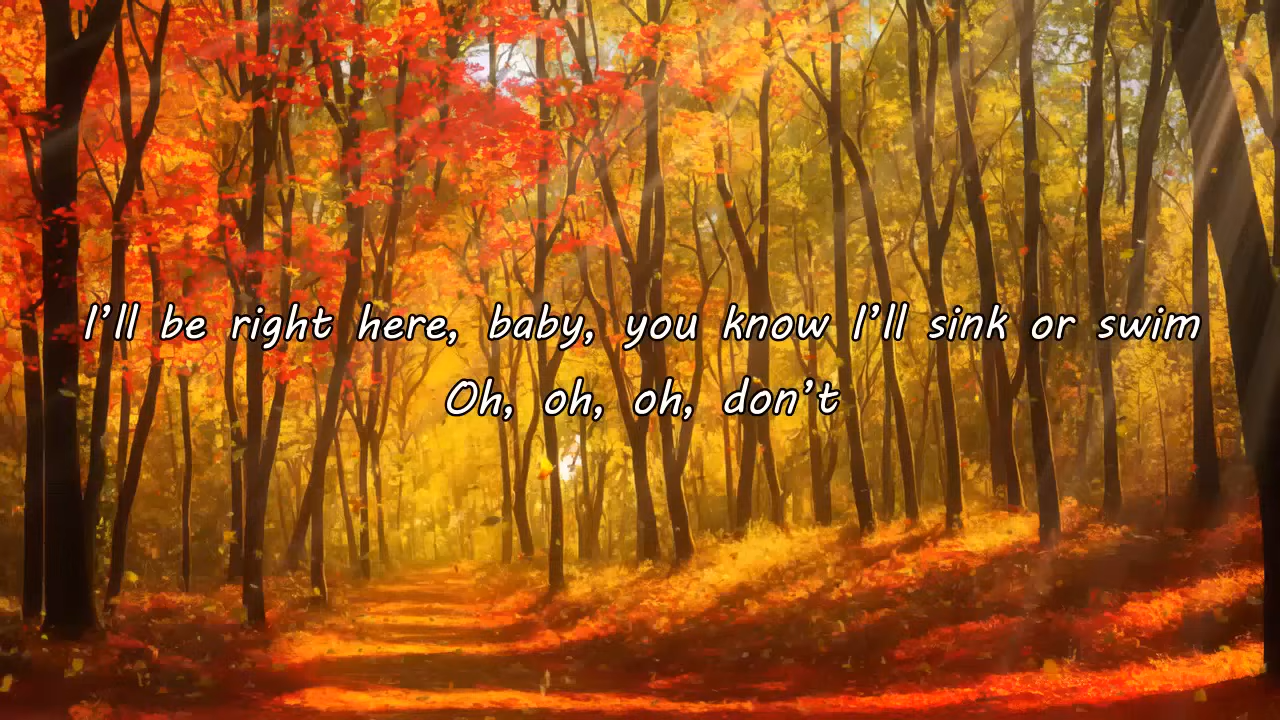 I’ll be right here, baby, you know I’ll sink or swim
Oh, oh, oh, don’t